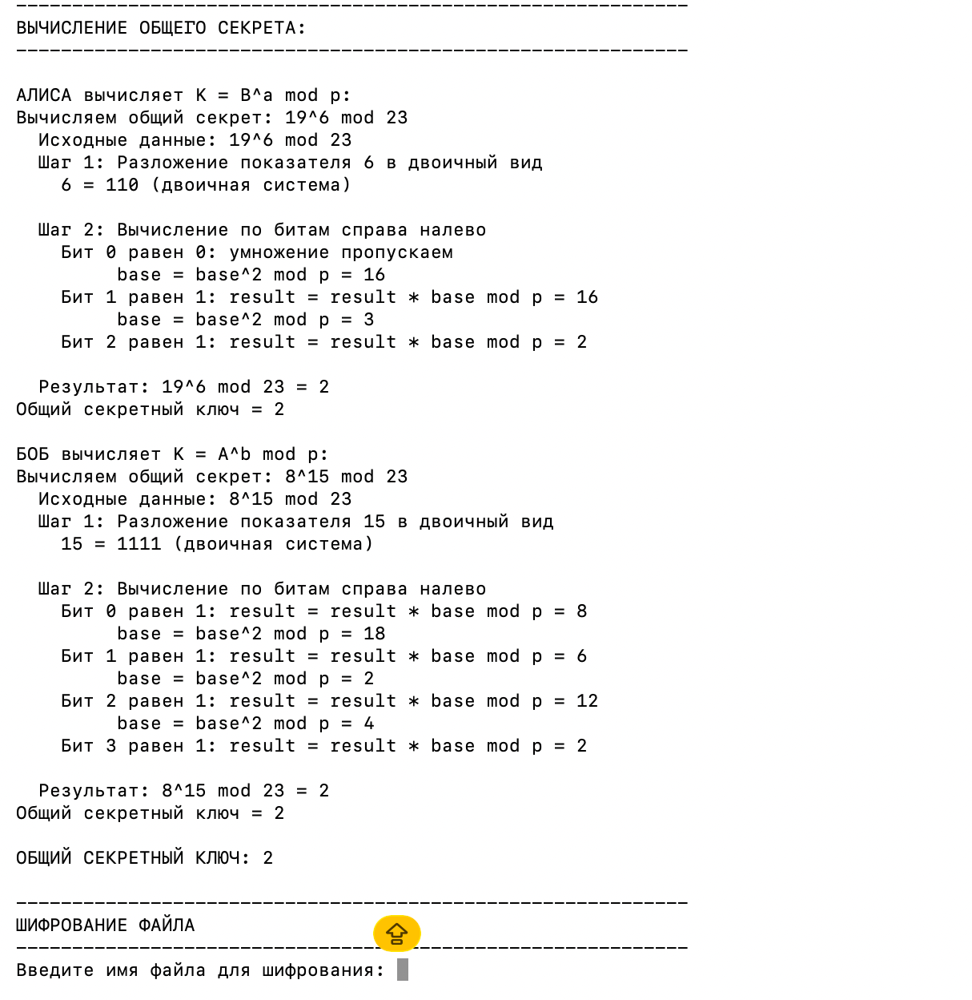 ------------------------------------------------------------
ВЫЧИСЛЕНИЕ ОБЩЕГО СЕКРЕТА:
------------------------------------------------------------
АЛИСА вычисляет K = B^a mod p:
Вычисляем общий секрет: 19^6 mod 23
Исходные данные: 19^6 mod 23
Шаг 1: Разложение показателя 6 в двоичный вид
6 = 110 (двоичная система)
Шаг 2: Вычисление по битам справа налево
Бит 0 равен 0: умножение пропускаем
base = base^2 mod p = 16
Бит 1 равен 1: result = result * base mod p = 16
base = base^2 mod p = 3
Бит 2 равен 1: result = result * base mod p = 2
Результат: 19^6 mod 23 = 2
Общий секретный ключ = 2
БОБ вычисляет K = A^b mod p:
Вычисляем общий секрет: 8^15 mod 23
Исходные данные: 8^15 mod 23
Шаг 1: Разложение показателя 15 в двоичный вид
15 = 1111 (двоичная система)
Шаг 2: Вычисление по битам справа налево
Бит 0 равен 1: result = result * base mod p = 8
base = base^2 mod p = 18
Бит 1 равен 1: result = result * base mod p = 6
base = base^2 mod p = 2
Бит 2 равен 1: result = result * base mod p = 12
base = base^2 mod p = 4
Бит 3 равен 1: result = result * base mod p = 2
Результат: 8^15 mod 23 = 2
Общий секретный ключ = 2
ОБЩИЙ СЕКРЕТНЫЙ КЛЮЧ: 2
------------------------------------------------------------
ШИФРОВАНИЕ ФАЙЛА
------------------------------------------------------------
Введите имя файла для шифрования: